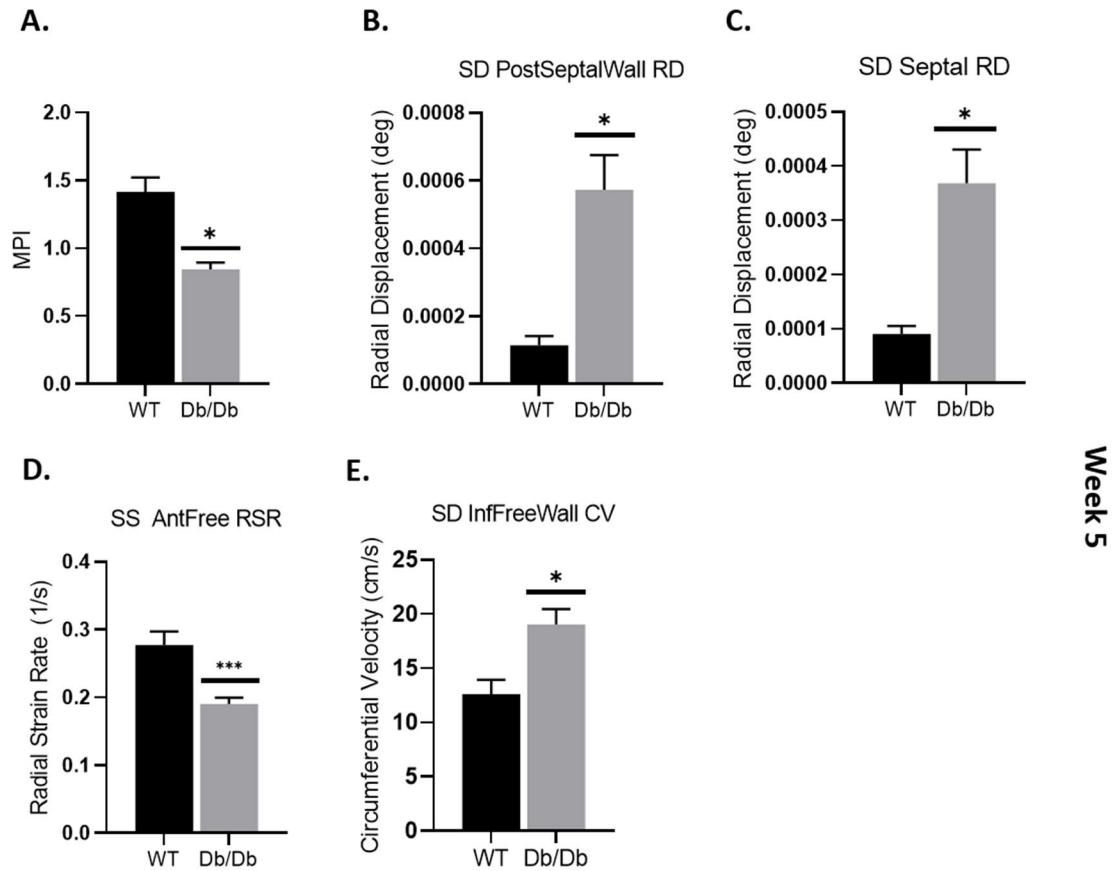 A.
MPI
2.0
1.5
1.0
0.5
0.0
*
WT Db/Db
B.
SD PostSeptalWall RD
Radial Displacement (deg)
0.0008
0.0006
0.0004
0.0002
0.0000
*
WT Db/Db
C.
SD Septal RD
Radial Displacement (deg)
0.0005
0.0004
0.0003
0.0002
0.0001
0.0000
*
WT Db/Db
D.
SS AntFree RSR
Radial Strain Rate (1/s)
0.4
0.3
0.2
0.1
0.0
***
WT Db/Db
E.
SD InfFreeWall CV
Circumferential Velocity (cm/s)
25
20
15
10
5
0
*
WT Db/Db
Week 5